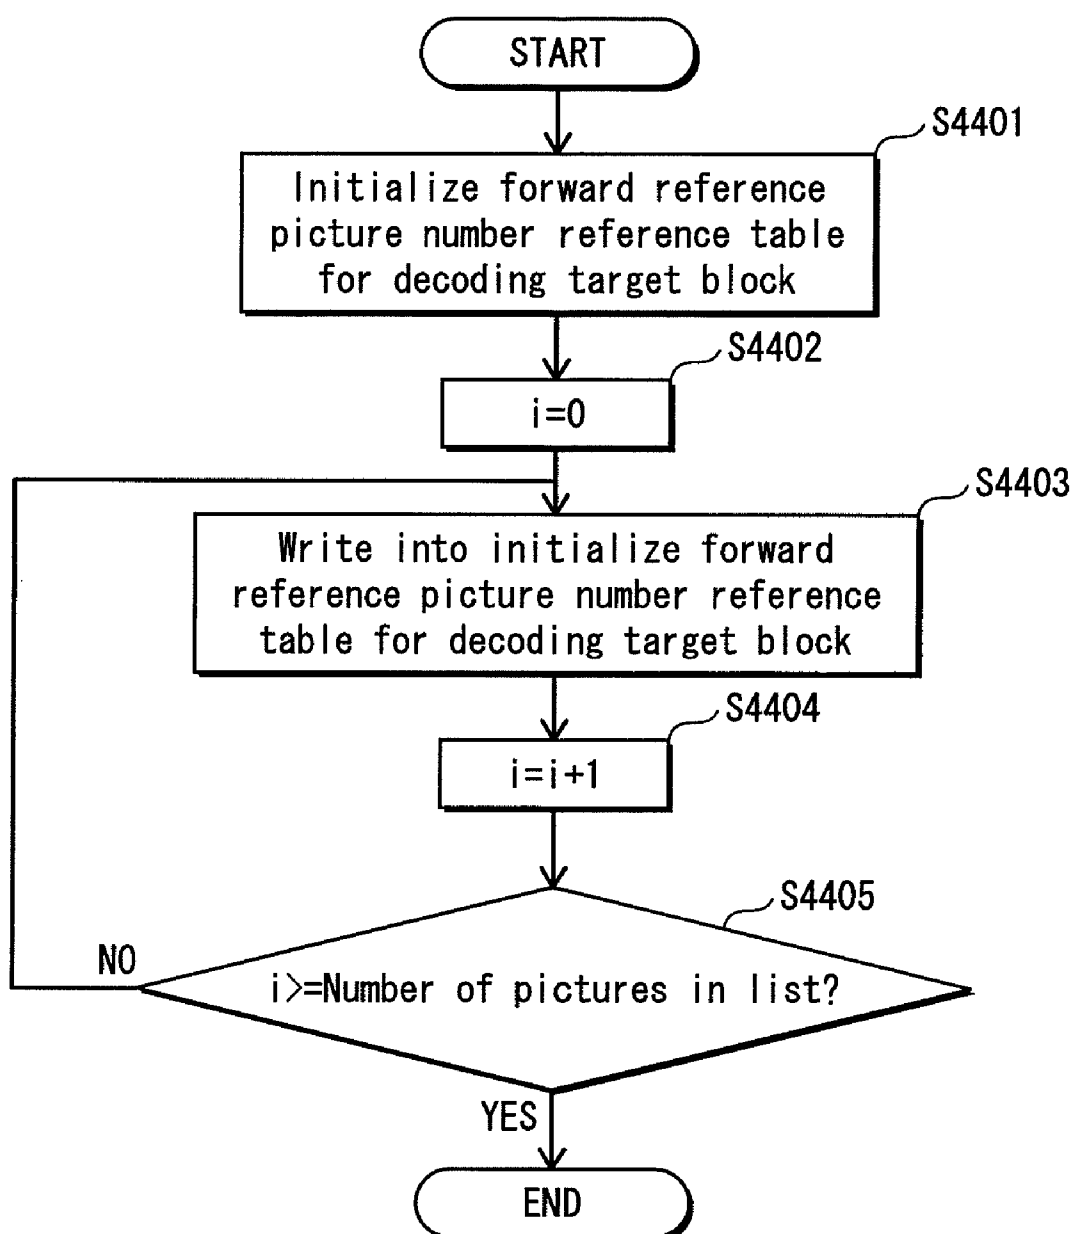 START
S4401
Initialize forward reference
picture number reference table
for decoding target block
S4402
i=0
S4403
Write into initialize forward
reference picture number reference
table for decoding target block
S4404
i=i+1
S4405
NO
i>=Number of pictures in list?
YES
END